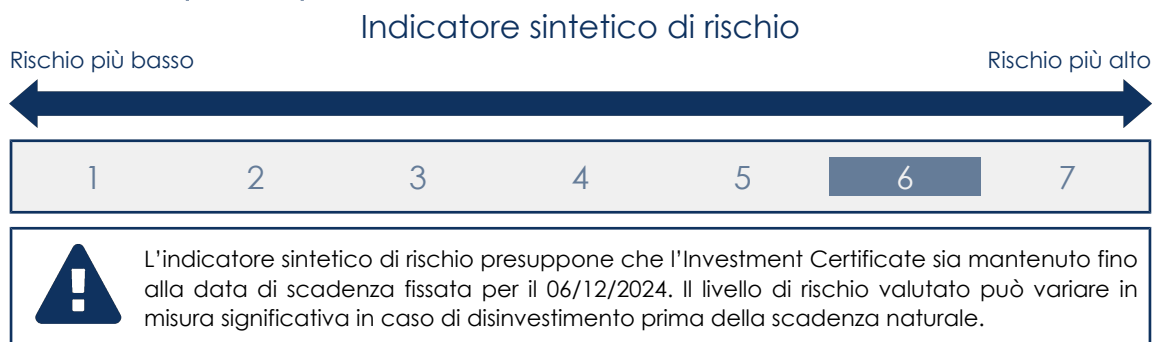 Indicatore sintetico di rischio
Rischio più basso Rischio più alto
1 2 3 4 5 6 7
L'indicatore sintetico di rischio presuppone che l'Investment Certificate sia mantenuto fino
alla data di scadenza fissata per il 06/12/2024. Il livello di rischio valutato può variare in
misura significativa in caso di disinvestimento prima della scadenza naturale.